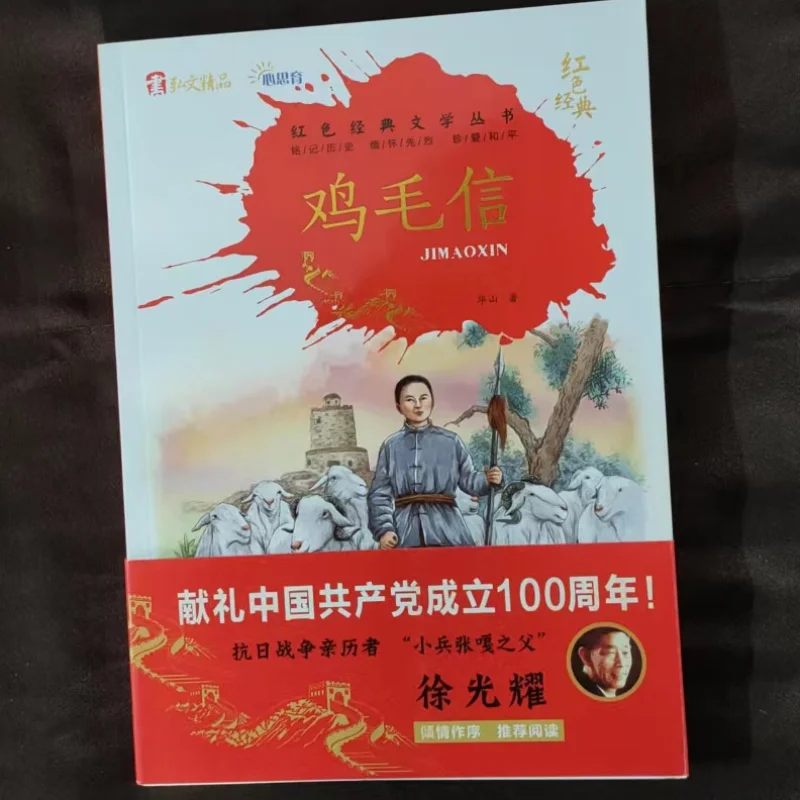 弘文精品
心思育
红色经典
红色经典文学丛书
铭/记/历/史 缅/怀/先/烈 珍/爱/和/平
鸡毛信
JIMAOXIN
华山 著
献礼中国共产党成立100周年！
抗日战争亲历者 “小兵张嘎之父”
徐光耀
倾情作序 推荐阅读